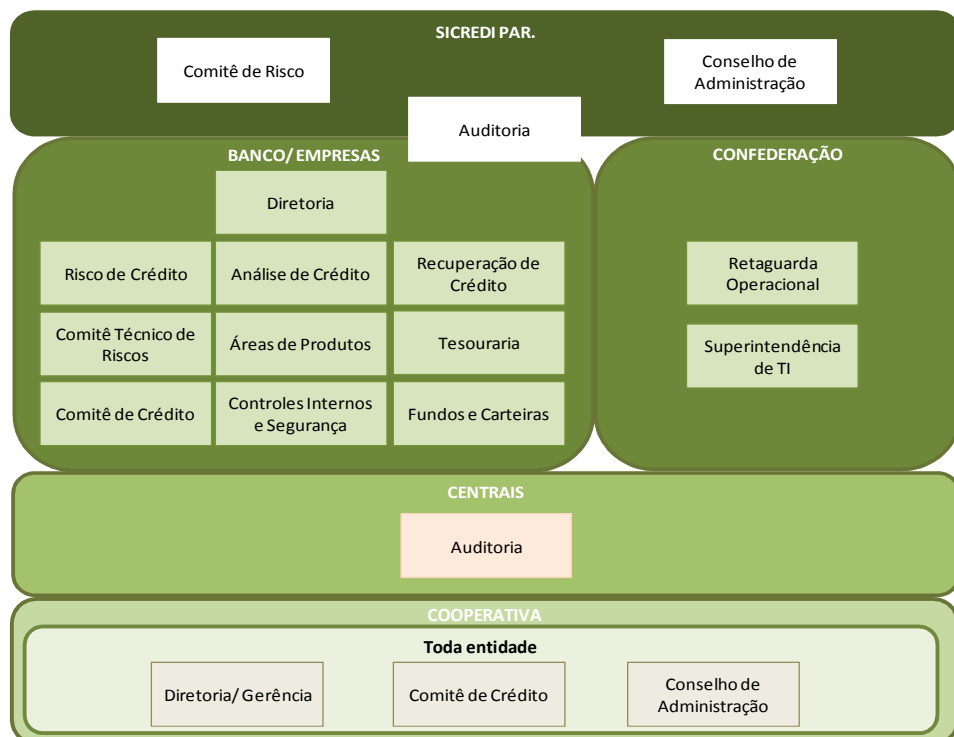 SICREDI PAR.
Comitê de Risco
Conselho de
Administração
Auditoria
BANCO/ EMPRESAS
CONFEDERAÇÃO
Diretoria
Risco de Crédito
Análise de Crédito
Recuperação de
Crédito
Retaguarda
Operacional
Comitê Técnico de
Riscos
Áreas de Produtos
Tesouraria
Superintendência
de TI
Comitê de Crédito
Controles Internos
e Segurança
Fundos e Carteiras
CENTRAIS
Auditoria
COOPERATIVA
Toda entidade
Diretoria/ Gerência
Comitê de Crédito
Conselho de
Administração